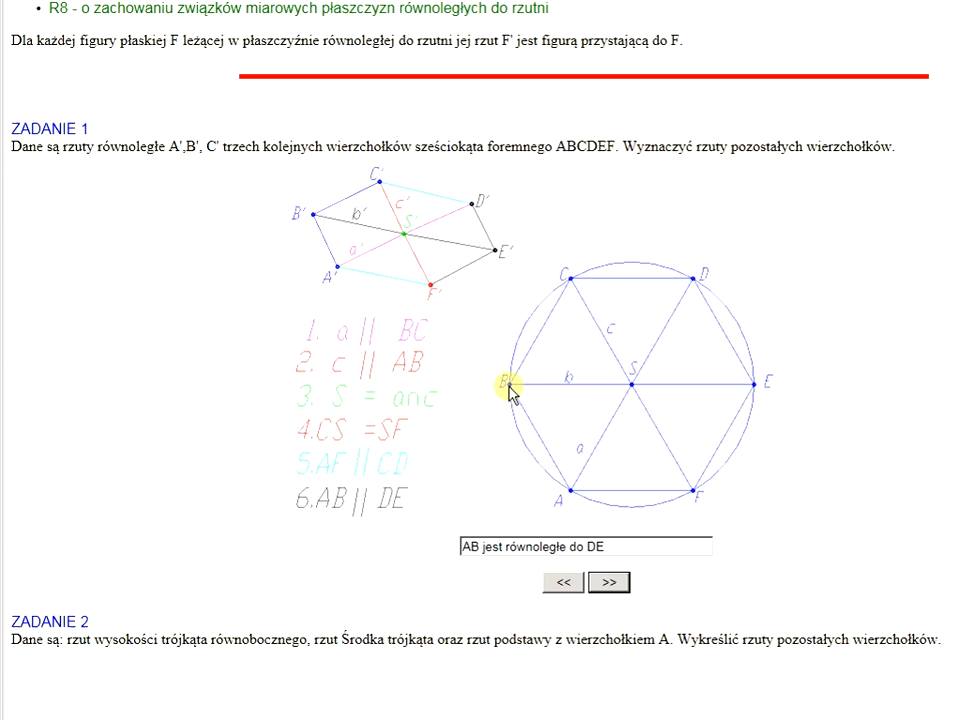 R8 - o zachowaniu związków miarowych płaszczyzn równoległych do rzutni
Dla każdej figury płaskiej F leżącej w płaszczyźnie równoległej do rzutni jej rzut F' jest figurą przystającą do F.
ZADANIE 1
Dane są rzuty równoległe A',B', C' trzech kolejnych wierzchołków sześciokąta foremnego ABCDEF. Wyznaczyć rzuty pozostałych wierzchołków.
C'
B'
b'
c'
D'
S'
a'
E'
A'
F'
1. a || BC
2. c || AB
3. S = anc
4.CS =SF
5.AF || CD
6.AB || DE
C
D
c
S
B
b
E
a
A
F
AB jest równoległe do DE
<<
>>
ZADANIE 2
Dane są: rzut wysokości trójkąta równobocznego, rzut Środka trójkąta oraz rzut podstawy z wierzchołkiem A. Wykreślić rzuty pozostałych wierzchołków.